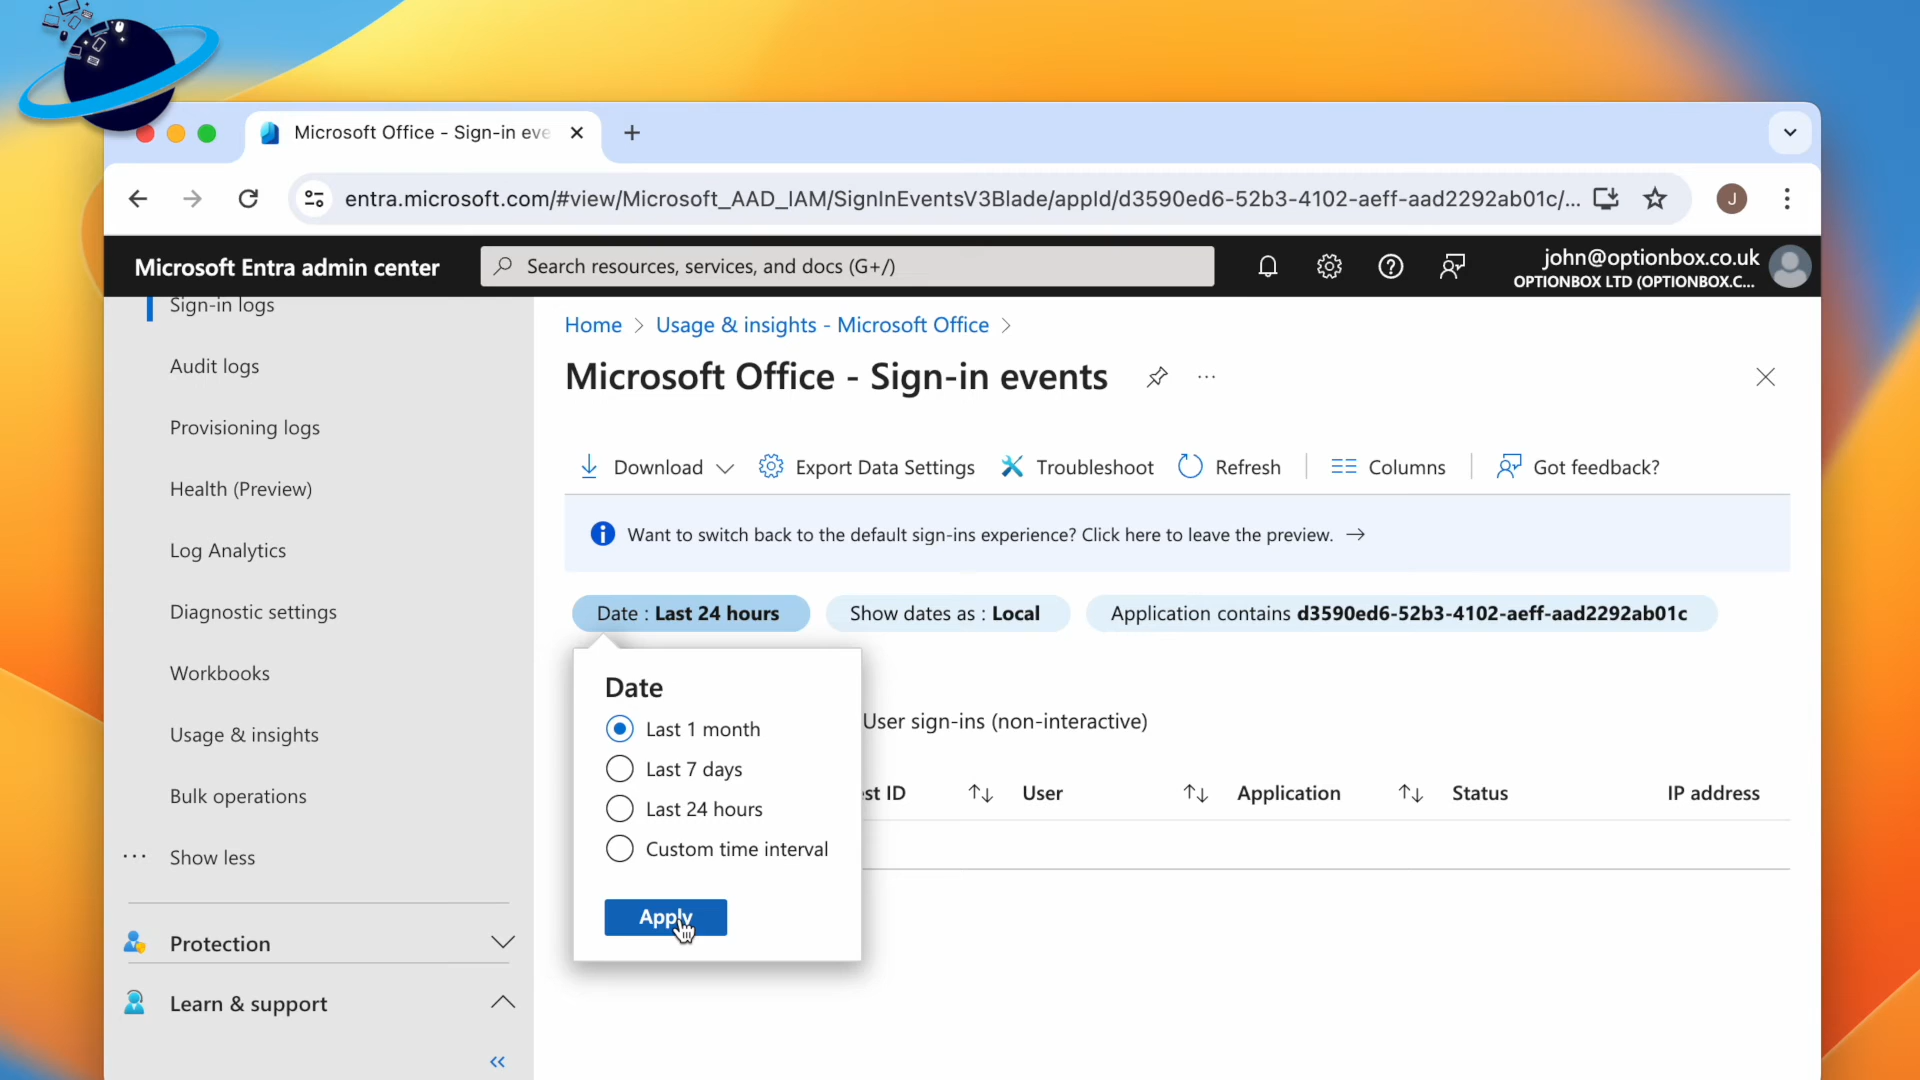 Microsoft Office - Sign-in eve
entra.microsoft.com/#view/Microsoft_AAD_IAM/SignInEventsV3Blade/appId/d3590ed6-52b3-4102-aeff-aad2292ab01c/...
J
Microsoft Entra admin center
Search resources, services, and docs (G+/)
john@optionbox.co.uk
OPTIONBOX LTD (OPTIONBOX.C...
Sign-in logs
Audit logs
Provisioning logs
Health (Preview)
Log Analytics
Diagnostic settings
Workbooks
Usage & insights
Bulk operations
Show less
Protection
Learn & support
Home > Usage & insights - Microsoft Office >
Microsoft Office - Sign-in events
Download Export Data Settings Troubleshoot Refresh Columns Got feedback?
Want to switch back to the default sign-ins experience? Click here to leave the preview. →
Date : Last 24 hours Show dates as : Local Application contains d3590ed6-52b3-4102-aeff-aad2292ab01c
Date
Last 1 month
Last 7 days
Last 24 hours
Custom time interval
Apply
User sign-ins (non-interactive)
est ID User Application Status IP address